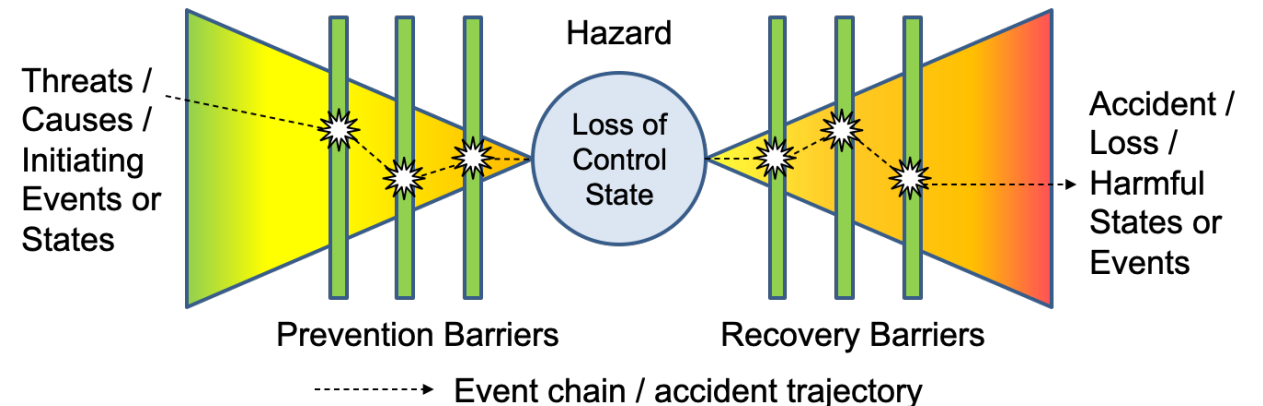 Hazard
Threats /
Causes /
Initiating
Events or
States
Loss of
Control
State
Accident /
Loss /
Harmful
States or
Events
Prevention Barriers
Recovery Barriers
Event chain / accident trajectory